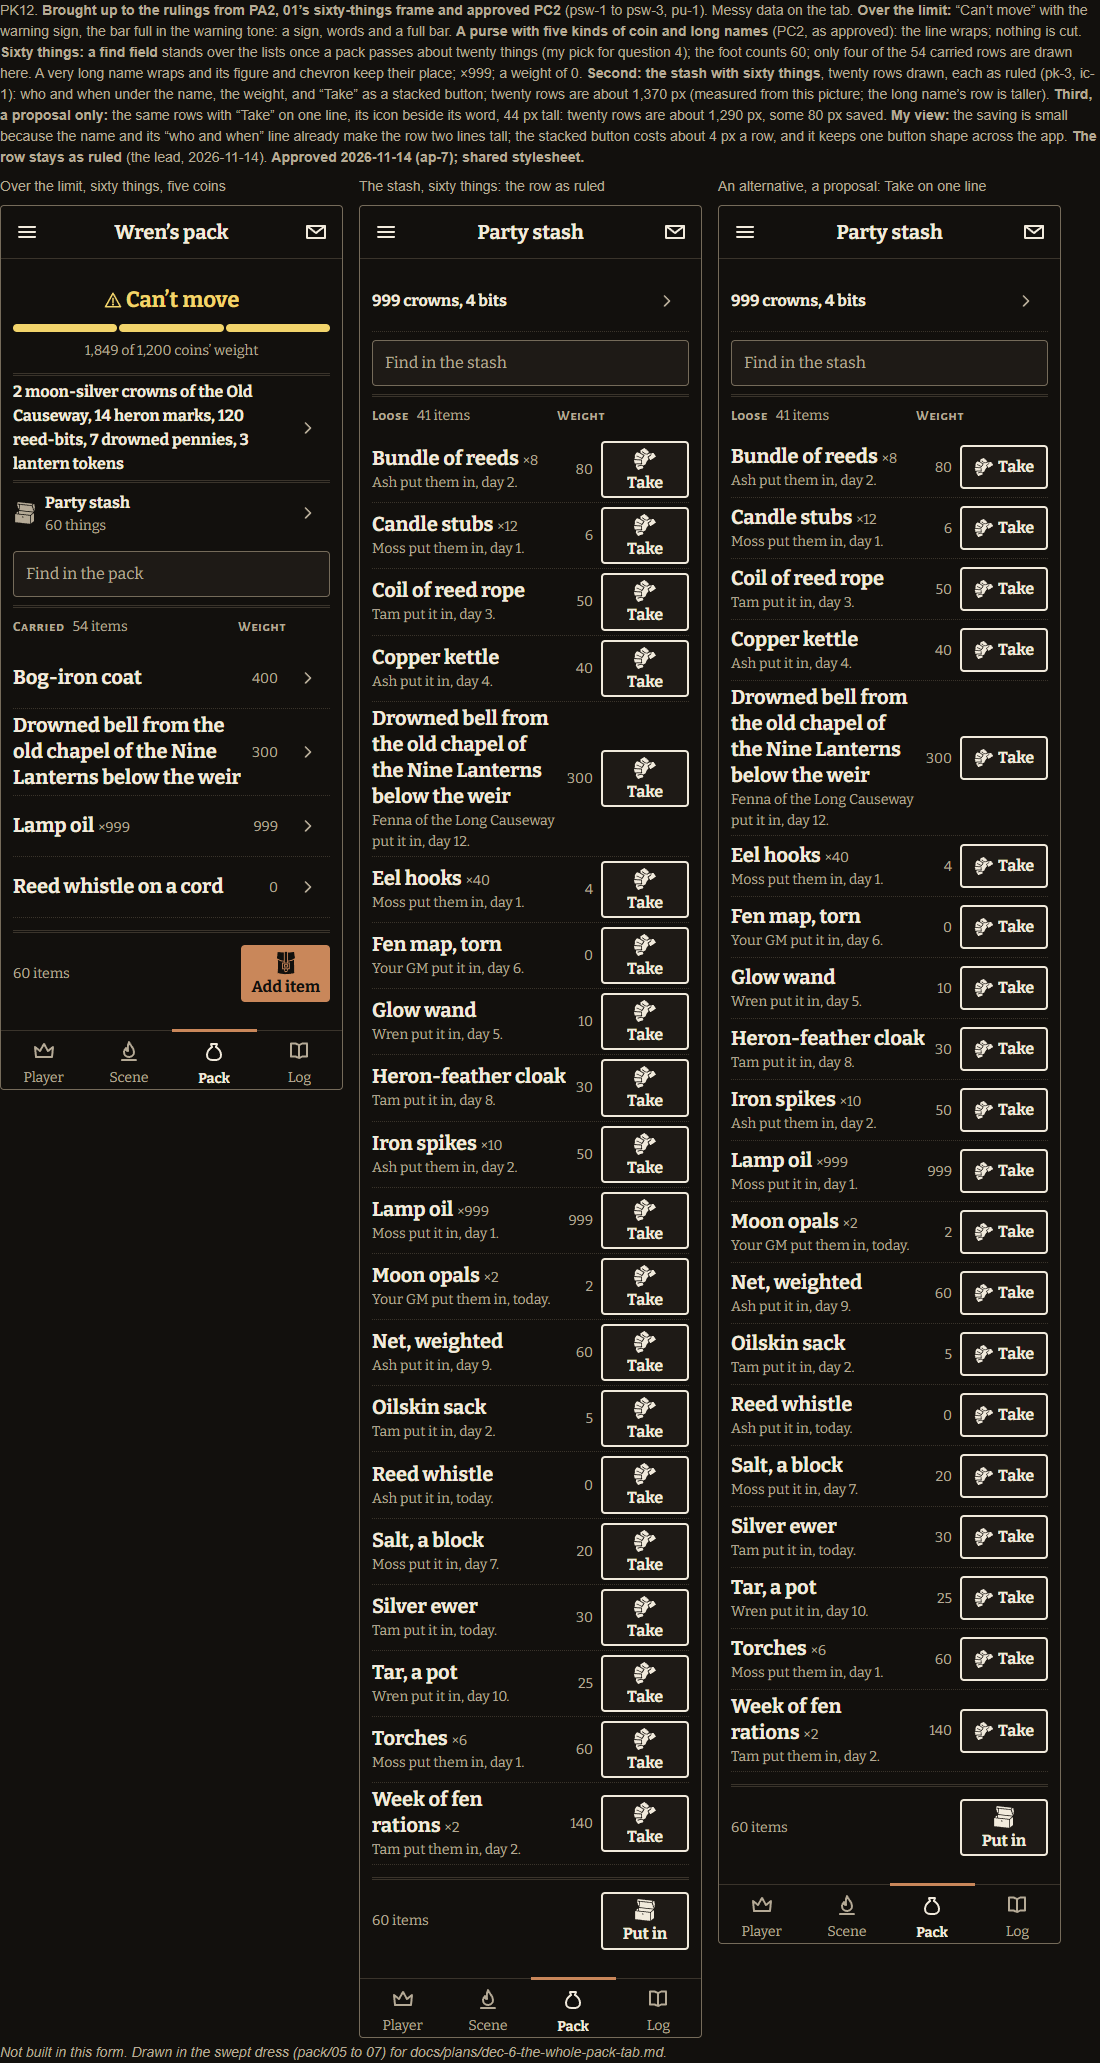 PK12. Brought up to the rulings from PA2, 01's sixty-things frame and approved PC2 (psw-1 to psw-3, pu-1). Messy data on the tab. Over the limit: “Can’t move” with the
warning sign, the bar full in the warning tone: a sign, words and a full bar. A purse with five kinds of coin and long names (PC2, as approved): the line wraps; nothing is cut.
Sixty things: a find field stands over the lists once a pack passes about twenty things (my pick for question 4); the foot counts 60; only four of the 54 carried rows are drawn
here. A very long name wraps and its figure and chevron keep their place; ×999; a weight of 0. Second: the stash with sixty things, twenty rows drawn, each as ruled (pk-3, ic-
1): who and when under the name, the weight, and “Take” as a stacked button; twenty rows are about 1,370 px (measured from this picture; the long name’s row is taller). Third,
a proposal only: the same rows with “Take” on one line, its icon beside its word, 44 px tall: twenty rows are about 1,290 px, some 80 px saved. My view: the saving is small
because the name and its “who and when” line already make the row two lines tall; the stacked button costs about 4 px a row, and it keeps one button shape across the app. The
row stays as ruled (the lead, 2026-11-14). Approved 2026-11-14 (ap-7); shared stylesheet.
Over the limit, sixty things, five coins
Wren’s pack
Can’t move
1,849 of 1,200 coins’ weight
2 moon-silver crowns of the Old
Causeway, 14 heron marks, 120
reed-bits, 7 drowned pennies, 3
lantern tokens
Party stash
60 things
Find in the pack
Carried 54 items Weight
Bog-iron coat 400
Drowned bell from the
old chapel of the Nine 300
Lanterns below the weir
Lamp oil ×999 999
Reed whistle on a cord 0
60 items Add item
Player Scene Pack Log
The stash, sixty things: the row as ruled
Party stash
999 crowns, 4 bits
Find in the stash
Loose 41 items Weight
Bundle of reeds ×8 80
Ash put them in, day 2. Take
Candle stubs ×12 6
Moss put them in, day 1. Take
Coil of reed rope 50
Tam put it in, day 3. Take
Copper kettle 40
Ash put it in, day 4. Take
Drowned bell from
the old chapel of
the Nine Lanterns 300
below the weir Take
Fenna of the Long Causeway
put it in, day 12.
Eel hooks ×40 4
Moss put them in, day 1. Take
Fen map, torn 0
Your GM put it in, day 6. Take
Glow wand 10
Wren put it in, day 5. Take
Heron-feather cloak 30
Tam put it in, day 8. Take
Iron spikes ×10 50
Ash put them in, day 2. Take
Lamp oil ×999 999
Moss put it in, day 1. Take
Moon opals ×2 2
Your GM put them in, today. Take
Net, weighted 60
Ash put it in, day 9. Take
Oilskin sack 5
Tam put it in, day 2. Take
Reed whistle 0
Ash put it in, today. Take
Salt, a block 20
Moss put it in, day 7. Take
Silver ewer 30
Tam put it in, today. Take
Tar, a pot 25
Wren put it in, day 10. Take
Torches ×6 60
Moss put them in, day 1. Take
Week of fen
rations ×2 140 Take
Tam put them in, day 2.
60 items Put in
Player Scene Pack Log
An alternative, a proposal: Take on one line
Party stash
999 crowns, 4 bits
Find in the stash
Loose 41 items Weight
Bundle of reeds ×8 80 Take
Ash put them in, day 2.
Candle stubs ×12 6 Take
Moss put them in, day 1.
Coil of reed rope 50 Take
Tam put it in, day 3.
Copper kettle 40 Take
Ash put it in, day 4.
Drowned bell from
the old chapel of
the Nine Lanterns 300 Take
below the weir
Fenna of the Long Causeway
put it in, day 12.
Eel hooks ×40 4 Take
Moss put them in, day 1.
Fen map, torn 0 Take
Your GM put it in, day 6.
Glow wand 10 Take
Wren put it in, day 5.
Heron-feather cloak 30 Take
Tam put it in, day 8.
Iron spikes ×10 50 Take
Ash put them in, day 2.
Lamp oil ×999 999 Take
Moss put it in, day 1.
Moon opals ×2 2 Take
Your GM put them in, today.
Net, weighted 60 Take
Ash put it in, day 9.
Oilskin sack 5 Take
Tam put it in, day 2.
Reed whistle 0 Take
Ash put it in, today.
Salt, a block 20 Take
Moss put it in, day 7.
Silver ewer 30 Take
Tam put it in, today.
Tar, a pot 25 Take
Wren put it in, day 10.
Torches ×6 60 Take
Moss put them in, day 1.
Week of fen
rations ×2 140 Take
Tam put them in, day 2.
60 items Put in
Player Scene Pack Log
Not built in this form. Drawn in the swept dress (pack/05 to 07) for docs/plans/dec-6-the-whole-pack-tab.md.